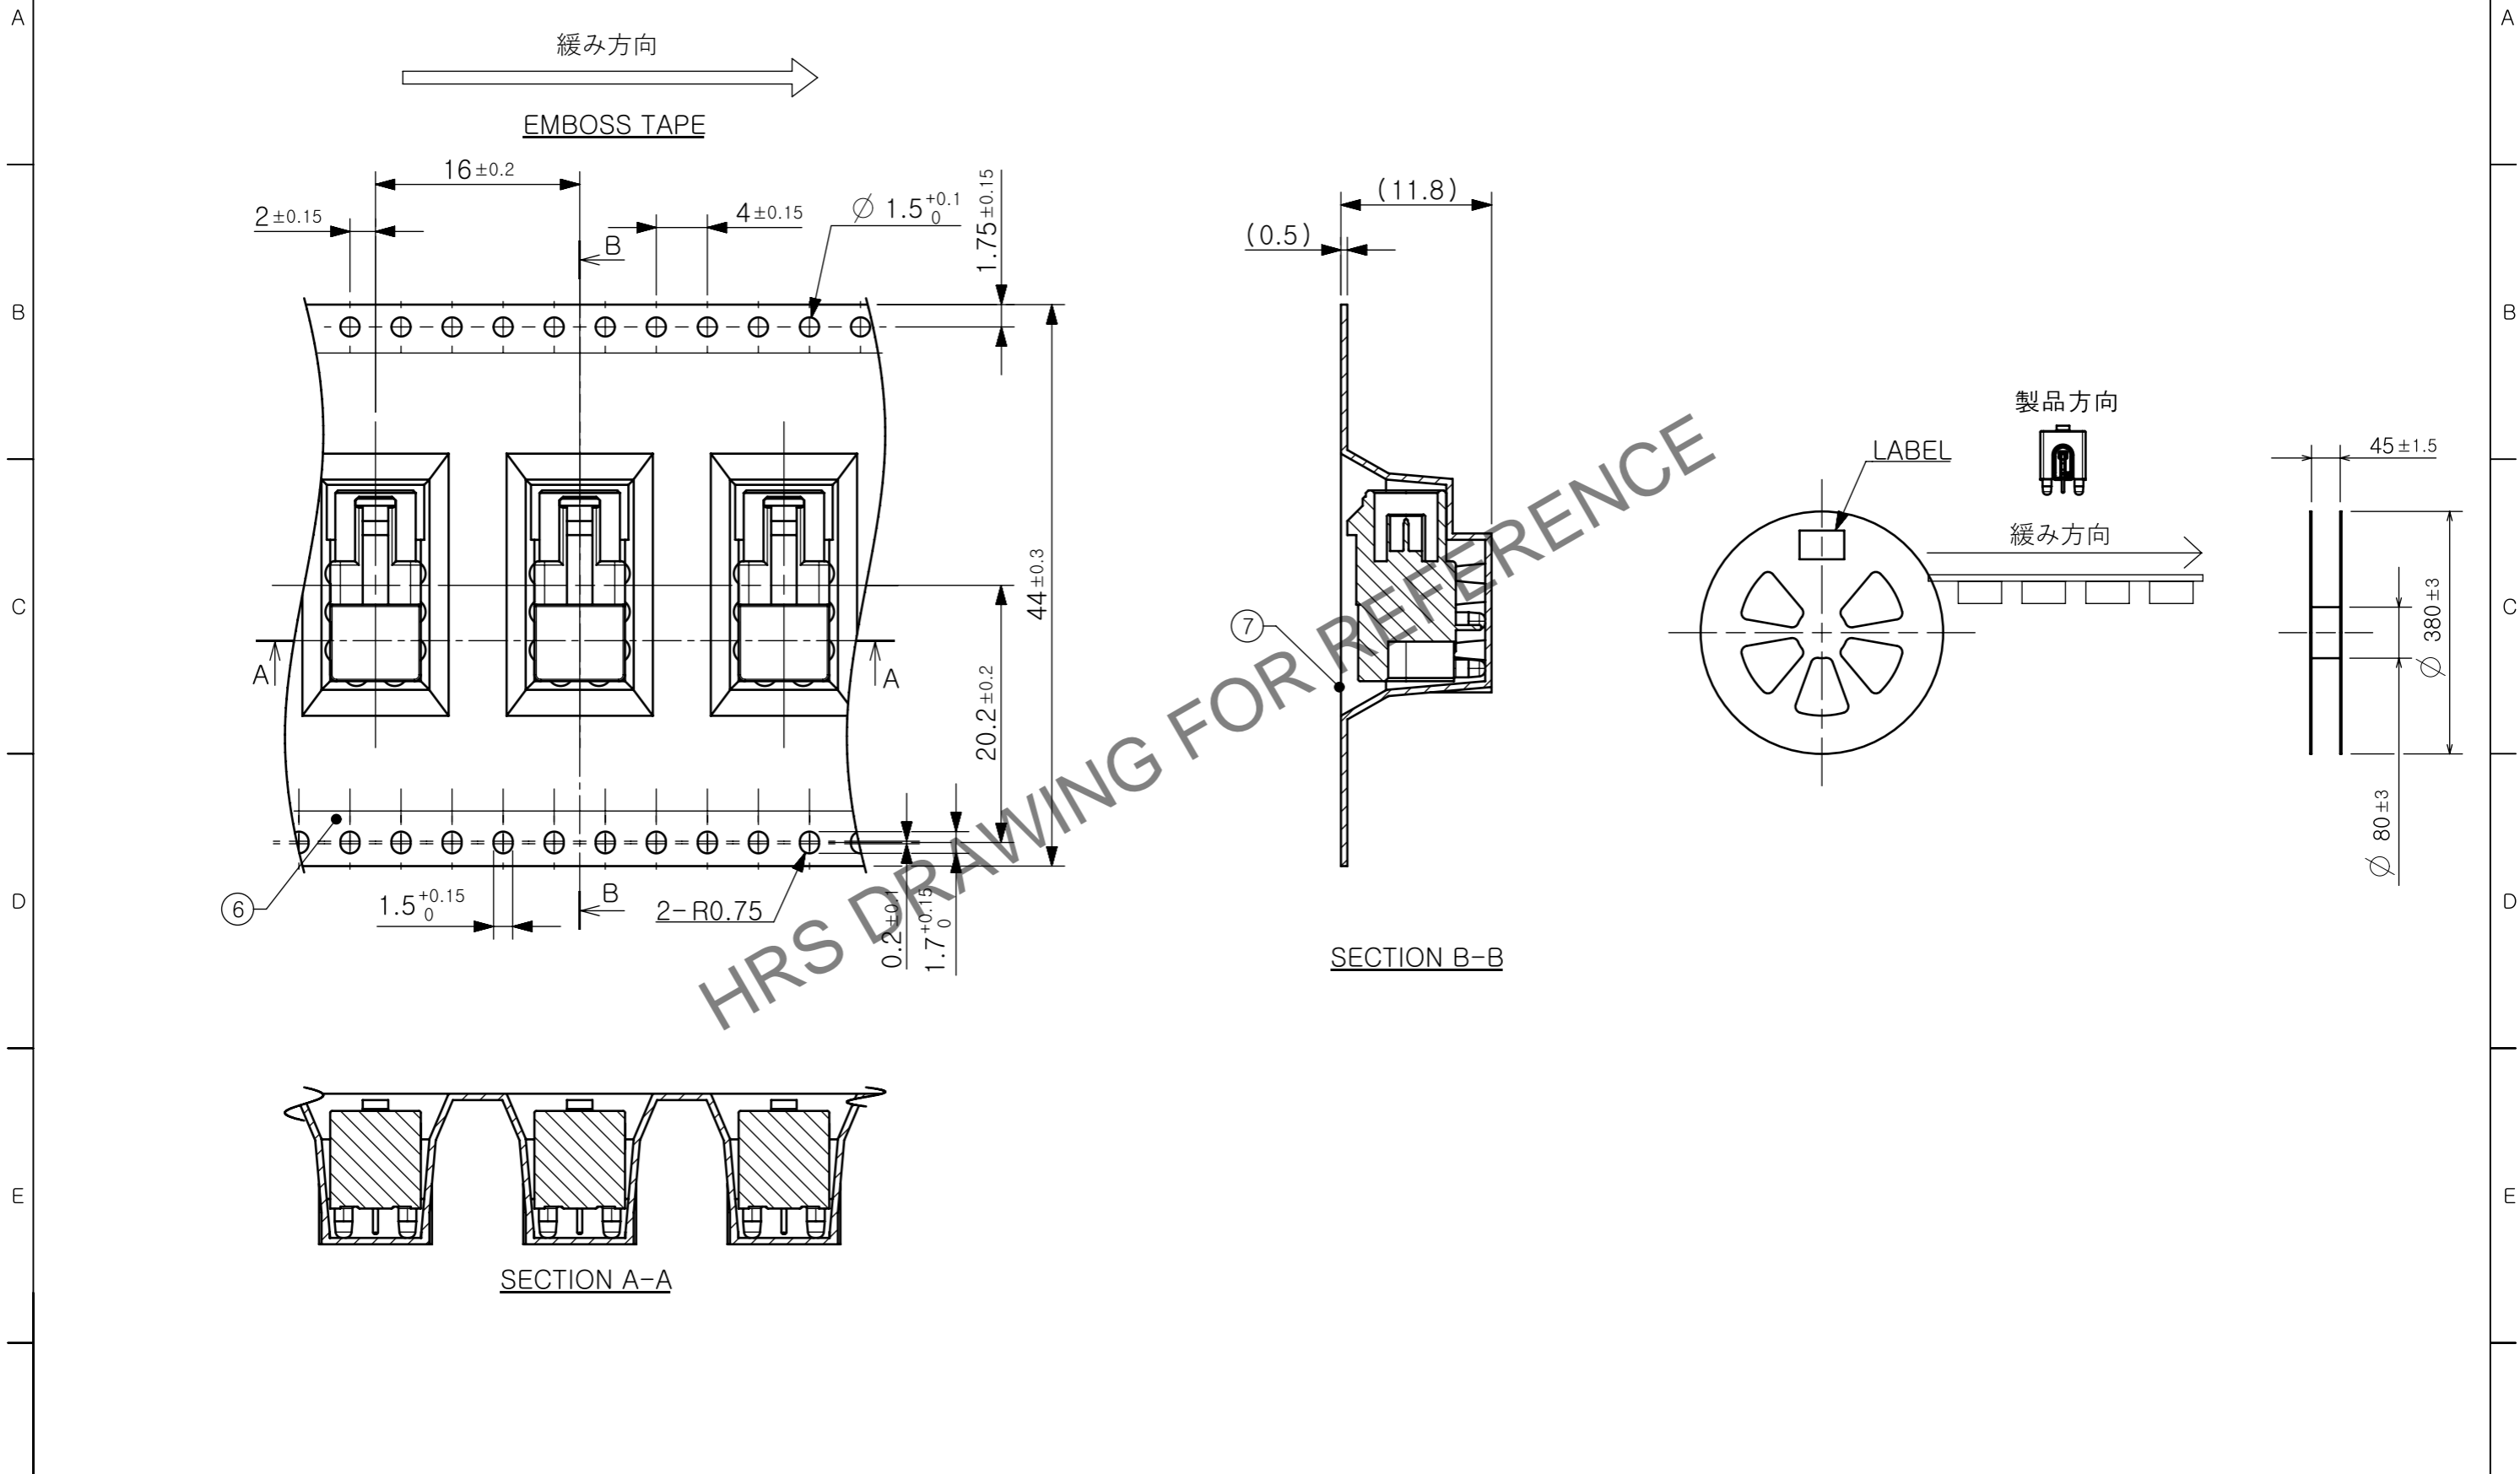 A
A
緩み方向
EMBOSS TAPE
16±0.2
2±0.15
4±0.15
∅ 1.5 +0.1 0
1.75±0.15
B
(11.8)
(0.5)
B
B
製品方向
LABEL
45±1.5
緩み方向
C
C
44±0.3
⑦
∅ 380±3
A
A
20.2±0.2
∅ 80±3
D
D
⑥
1.5 +0.15 0
B
2-R0.75
0.2±0.1
1.7 +0.15 0
HRS DRAWING FOR REFERENCE
SECTION B-B
E
E
SECTION A-A